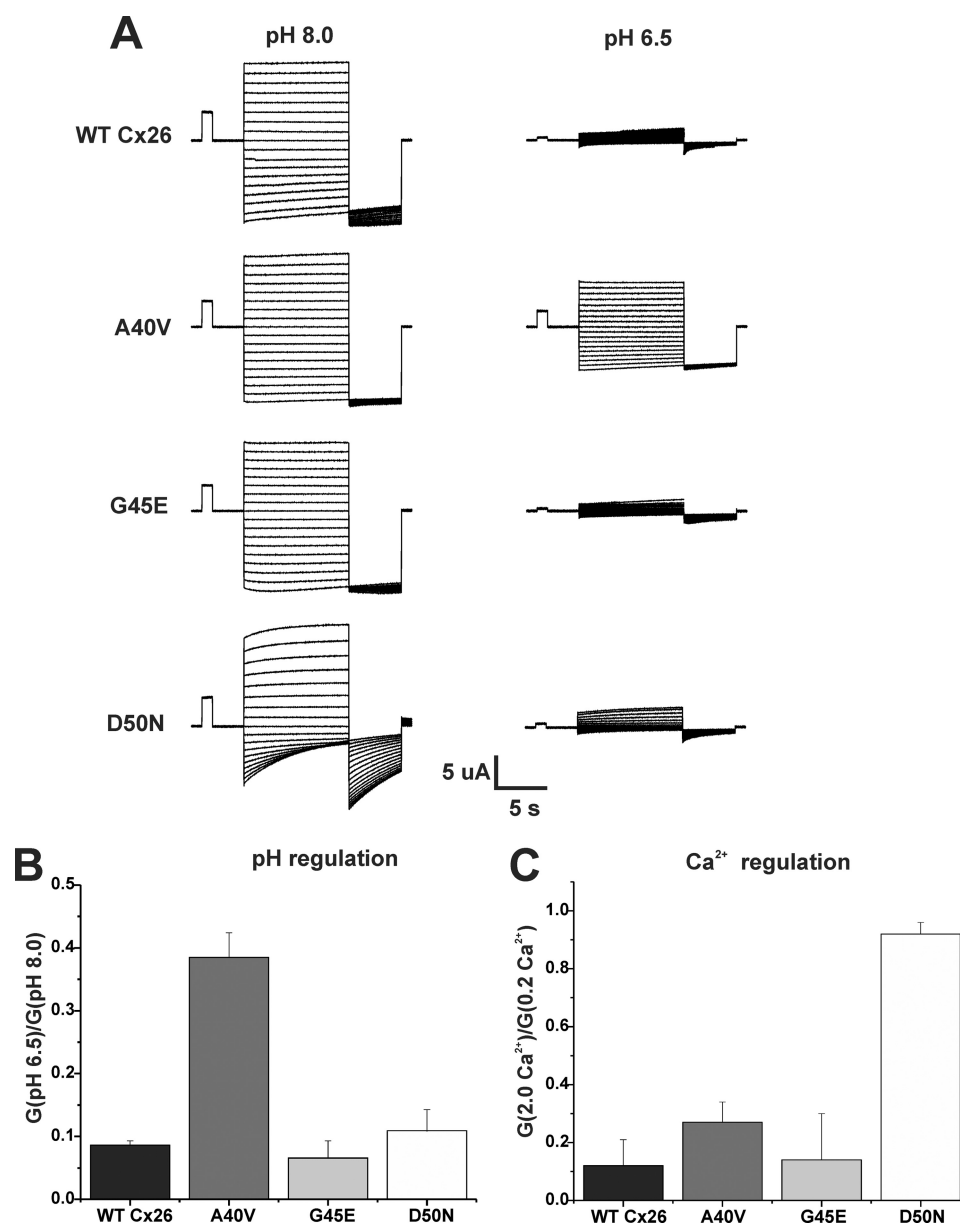 A
pH 8.0
pH 6.5
WT Cx26
A40V
G45E
D50N
5 uA
5 s
B
pH regulation
G(pH 6.5)/G(pH 8.0)
0.5
0.4
0.3
0.2
0.1
0.0
WT Cx26 A40V G45E D50N
C
Ca²⁺ regulation
G(2.0 Ca²⁺)/G(0.2 Ca²⁺)
1.0
0.8
0.6
0.4
0.2
0.0
WT Cx26 A40V G45E D50N